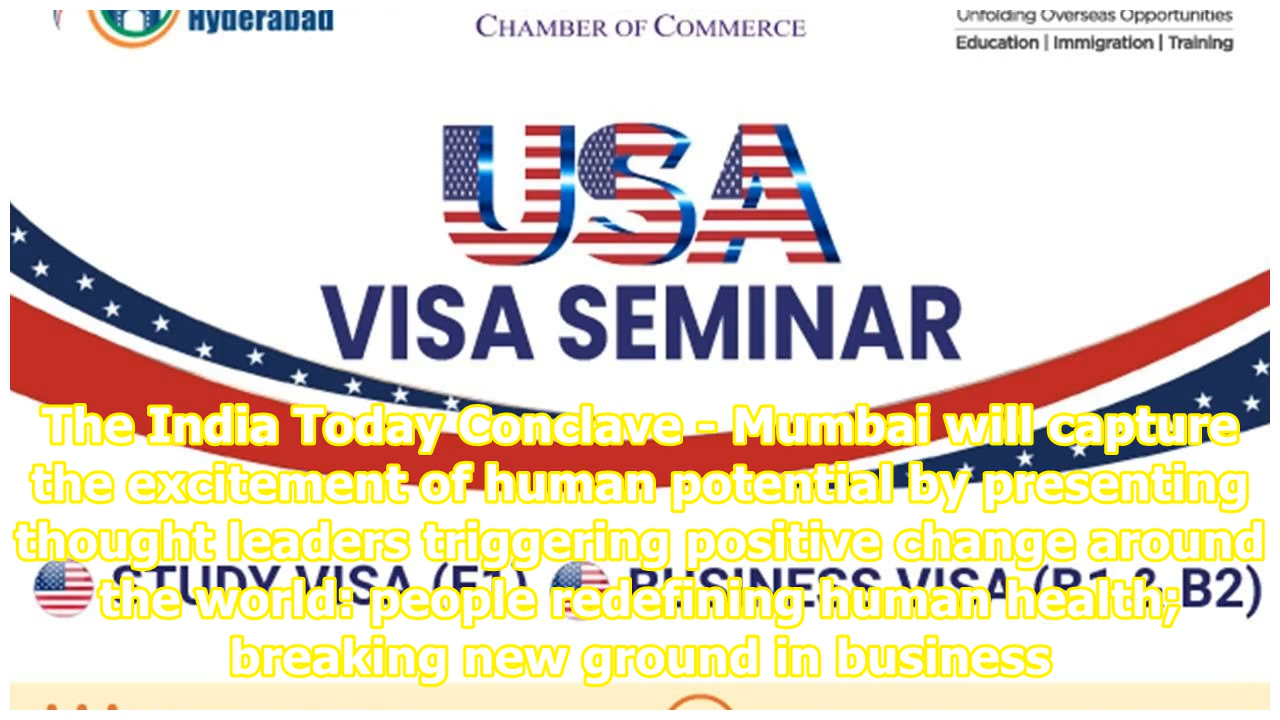 Hyderabad
CHAMBER OF COMMERCE
Unfolding Overseas Opportunities
Education | Immigration | Training
USA
VISA SEMINAR
The India Today Conclave - Mumbai will capture
the excitement of human potential by presenting
thought leaders triggering positive change around
STUDY VISA (F1) BUSINESS VISA (B1 & B2)
the world: people redefining human health;
breaking new ground in business